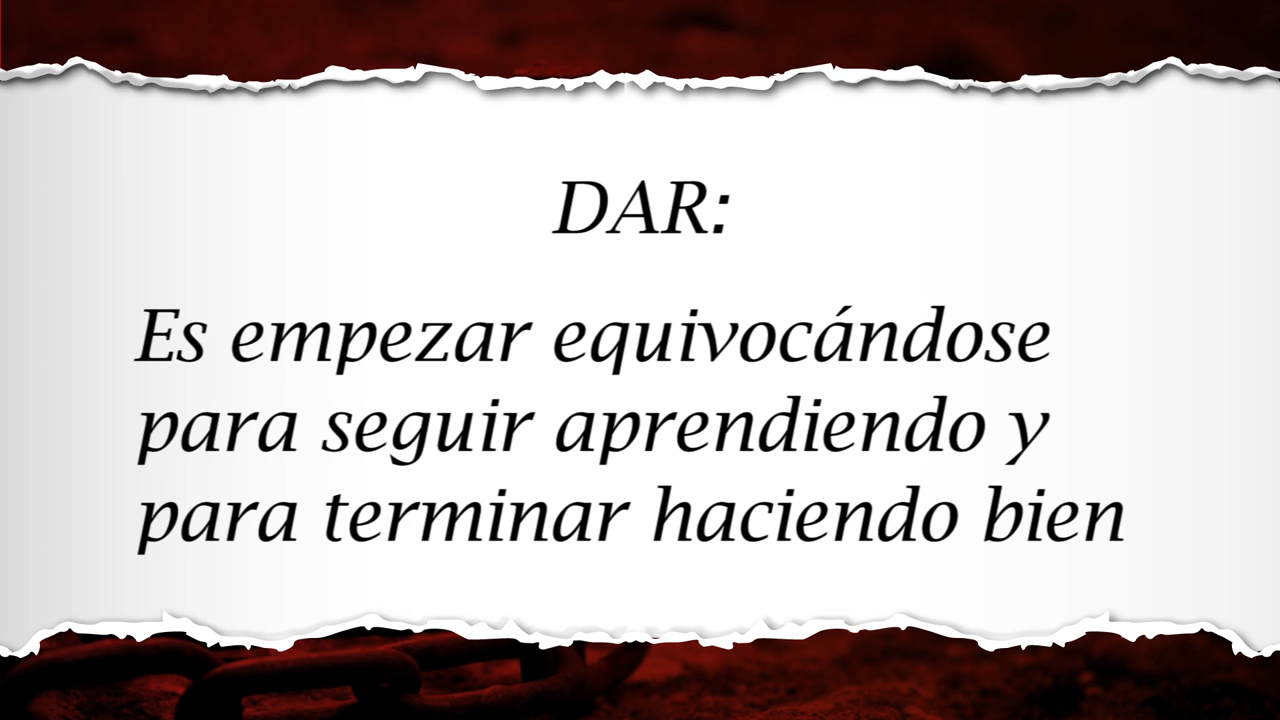 DAR:
Es empezar equivocándose
para seguir aprendiendo y
para terminar haciendo bien